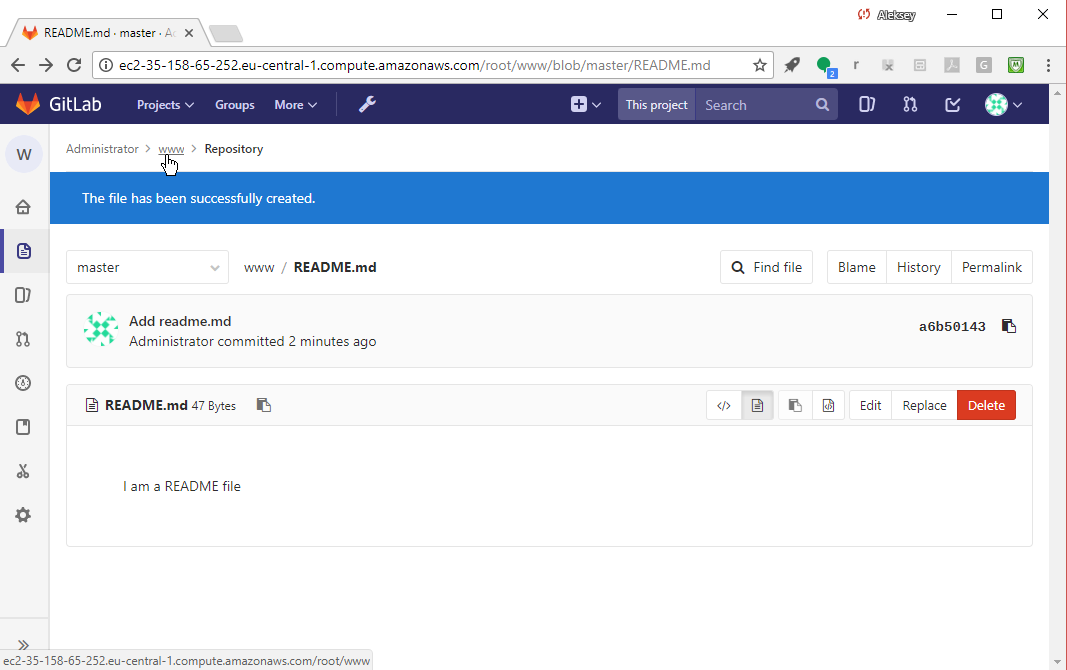 Aleksey
README.md · master · Ac
ec2-35-158-65-252.eu-central-1.compute.amazonaws.com/root/www/blob/master/README.md
2
r
G
M
GitLab Projects Groups More This project Search
W
Administrator > www > Repository
The file has been successfully created.
master www / README.md Find file Blame History Permalink
Add readme.md
Administrator committed 2 minutes ago
a6b50143
README.md 47 Bytes </> Edit Replace Delete
I am a README file
ec2-35-158-65-252.eu-central-1.compute.amazonaws.com/root/www